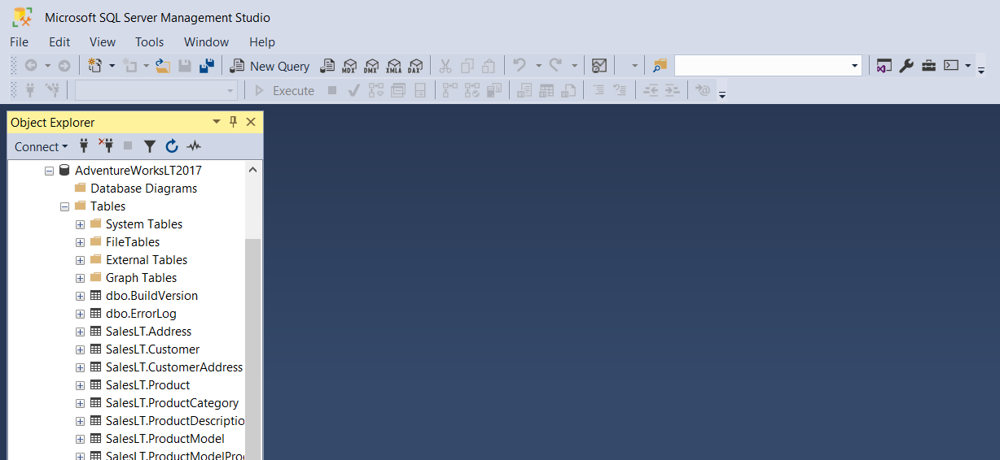 Microsoft SQL Server Management Studio
File Edit View Tools Window Help
New Query MDX DMX XMLA DAX
Execute
Object Explorer
Connect
AdventureWorksLT2017
Database Diagrams
Tables
System Tables
FileTables
External Tables
Graph Tables
dbo.BuildVersion
dbo.ErrorLog
SalesLT.Address
SalesLT.Customer
SalesLT.CustomerAddress
SalesLT.Product
SalesLT.ProductCategory
SalesLT.ProductDescriptio
SalesLT.ProductModel
SalesLT.ProductModelProd